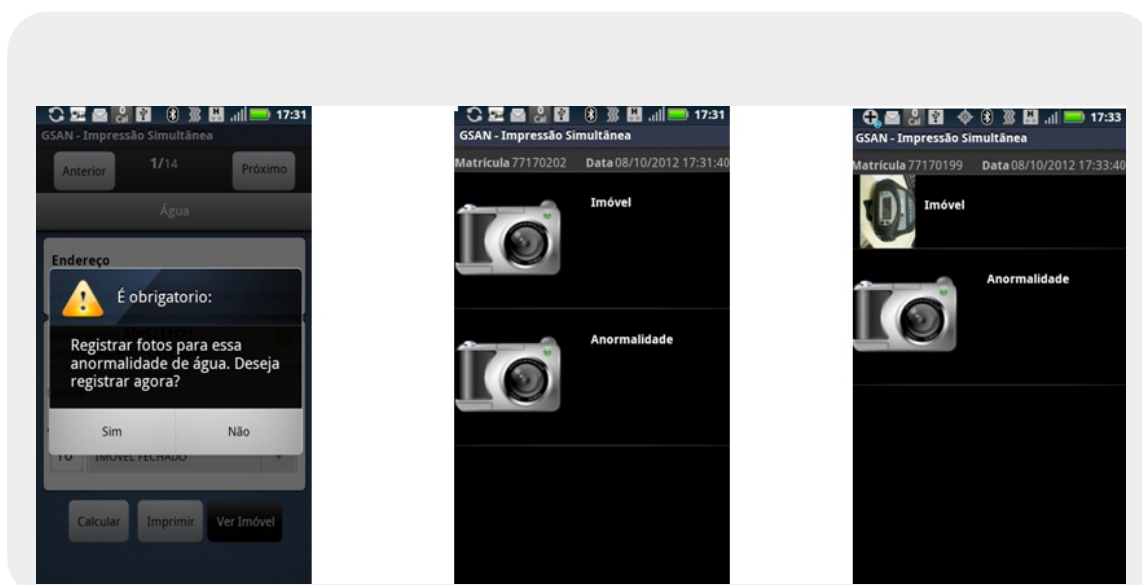 17:31
GSAN - Impressão Simultânea
Anterior
1/14
Próximo
Água
Endereço
É obrigatorio:
Registrar fotos para essa
anormalidade de água. Deseja
registrar agora?
Sim
Não
10 IMOVEL FECHADO
Calcular
Imprimir
Ver Imóvel
17:31
GSAN - Impressão Simultânea
Matrícula 77170202 Data 08/10/2012 17:31:40
Imóvel
Anormalidade
17:33
GSAN - Impressão Simultânea
Matrícula 77170199 Data 08/10/2012 17:33:40
Imóvel
Anormalidade